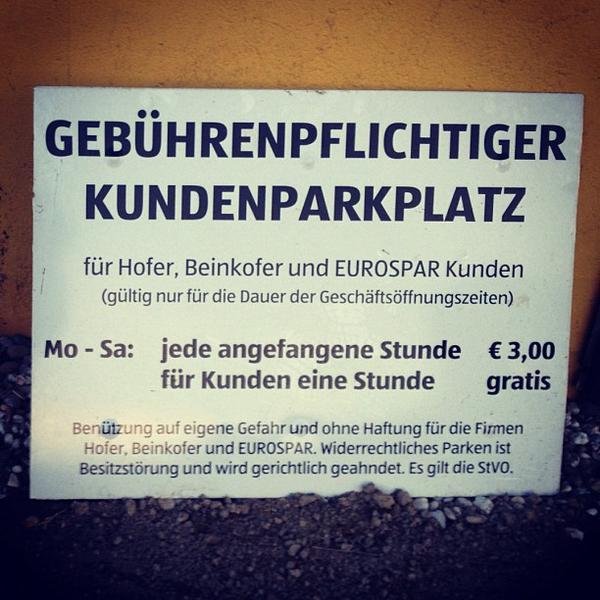 GEBÜHRENPFLICHTIGER
KUNDENPARKPLATZ
für Hofer, Beinkofer und EUROSPAR Kunden
(gültig nur für die Dauer der Geschäftsöffnungszeiten)
Mo - Sa: jede angefangene Stunde € 3,00
für Kunden eine Stunde gratis
Benützung auf eigene Gefahr und ohne Haftung für die Firmen
Hofer, Beinkofer und EUROSPAR. Widerrechtliches Parken ist
Besitzstörung und wird gerichtlich geahndet. Es gilt die StVO.